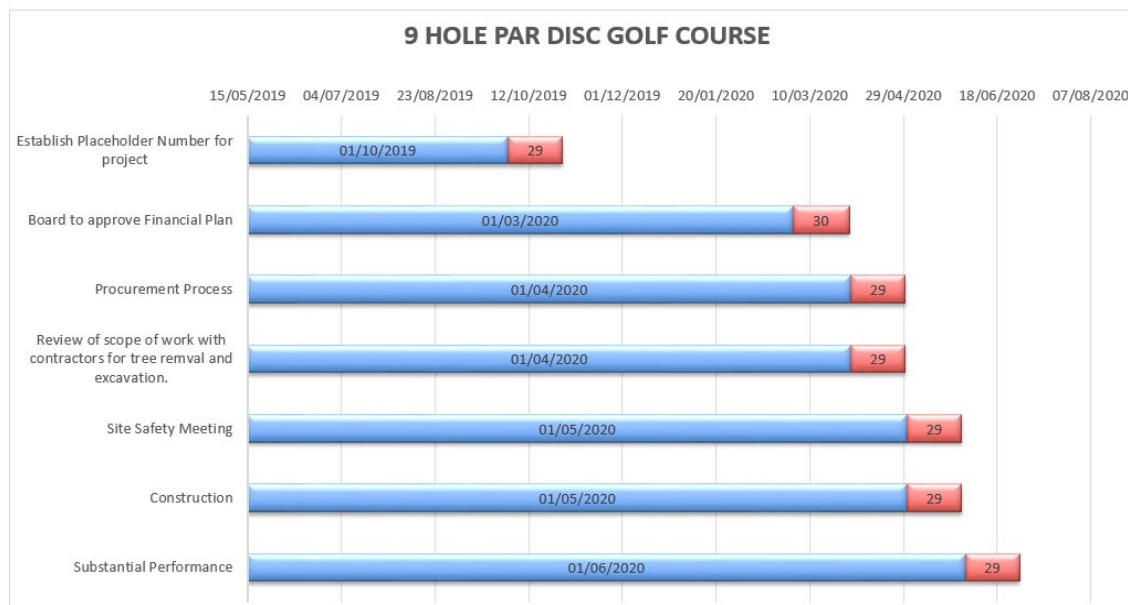 9 HOLE PAR DISC GOLF COURSE
15/05/2019 04/07/2019 23/08/2019 12/10/2019 01/12/2019 20/01/2020 10/03/2020 29/04/2020 18/06/2020 07/08/2020
Establish Placeholder Number for
project
01/10/2019 29
Board to approve Financial Plan 01/03/2020 30
Procurement Process 01/04/2020 29
Review of scope of work with
contractors for tree remval and
excavation.
01/04/2020 29
Site Safety Meeting 01/05/2020 29
Construction 01/05/2020 29
Substantial Performance 01/06/2020 29